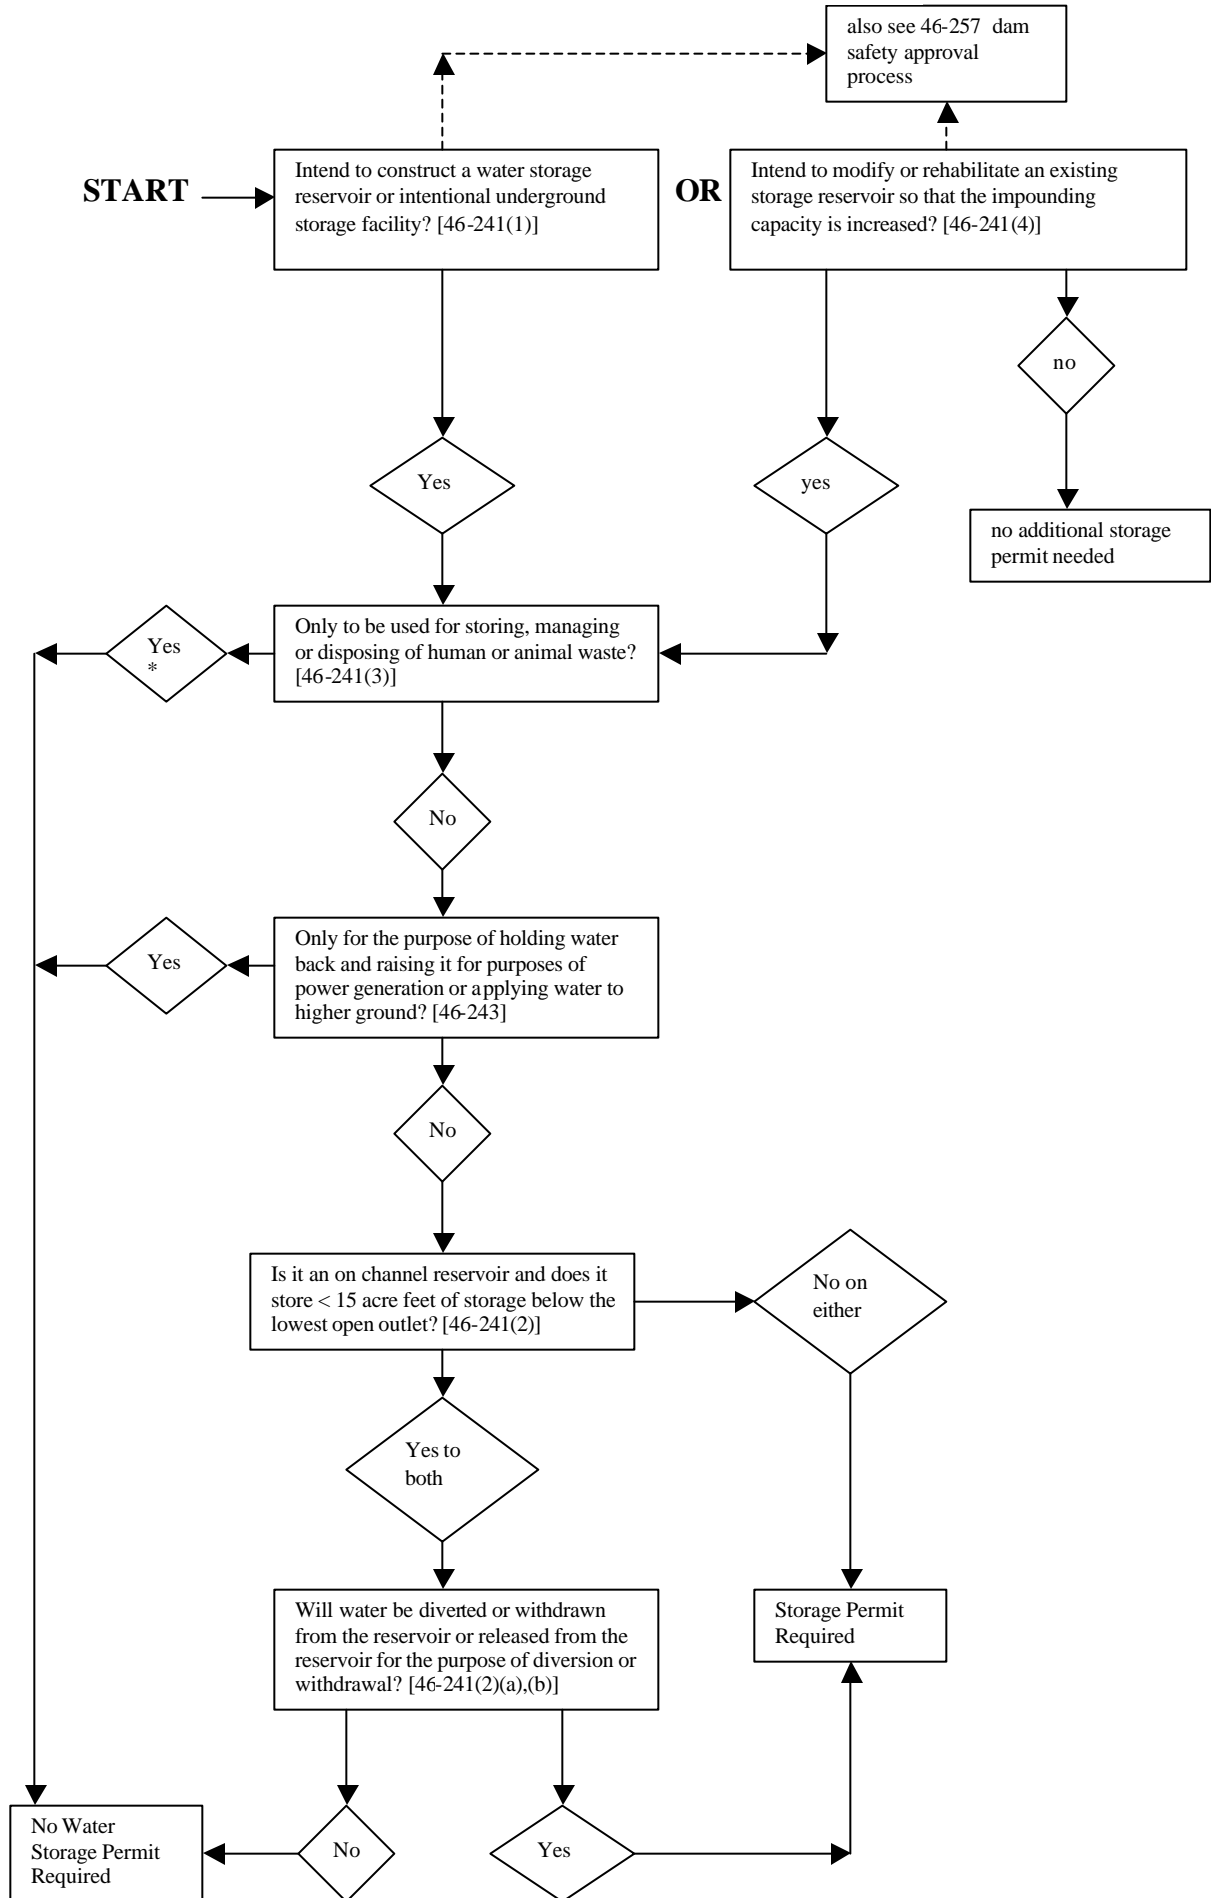 also see 46-257 dam
safety approval
process
START
Intend to construct a water storage
reservoir or intentional underground
storage facility? [46-241(1)]
OR
Intend to modify or rehabilitate an existing
storage reservoir so that the impounding
capacity is increased? [46-241(4)]
no
Yes
yes
no additional storage
permit needed
Yes
*
Only to be used for storing, managing
or disposing of human or animal waste?
[46-241(3)]
No
Yes
Only for the purpose of holding water
back and raising it for purposes of
power generation or applying water to
higher ground? [46-243]
No
Is it an on channel reservoir and does it
store < 15 acre feet of storage below the
lowest open outlet? [46-241(2)]
No on
either
Yes to
both
Will water be diverted or withdrawn
from the reservoir or released from the
reservoir for the purpose of diversion or
withdrawal? [46-241(2)(a),(b)]
Storage Permit
Required
No Water
Storage Permit
Required
No
Yes